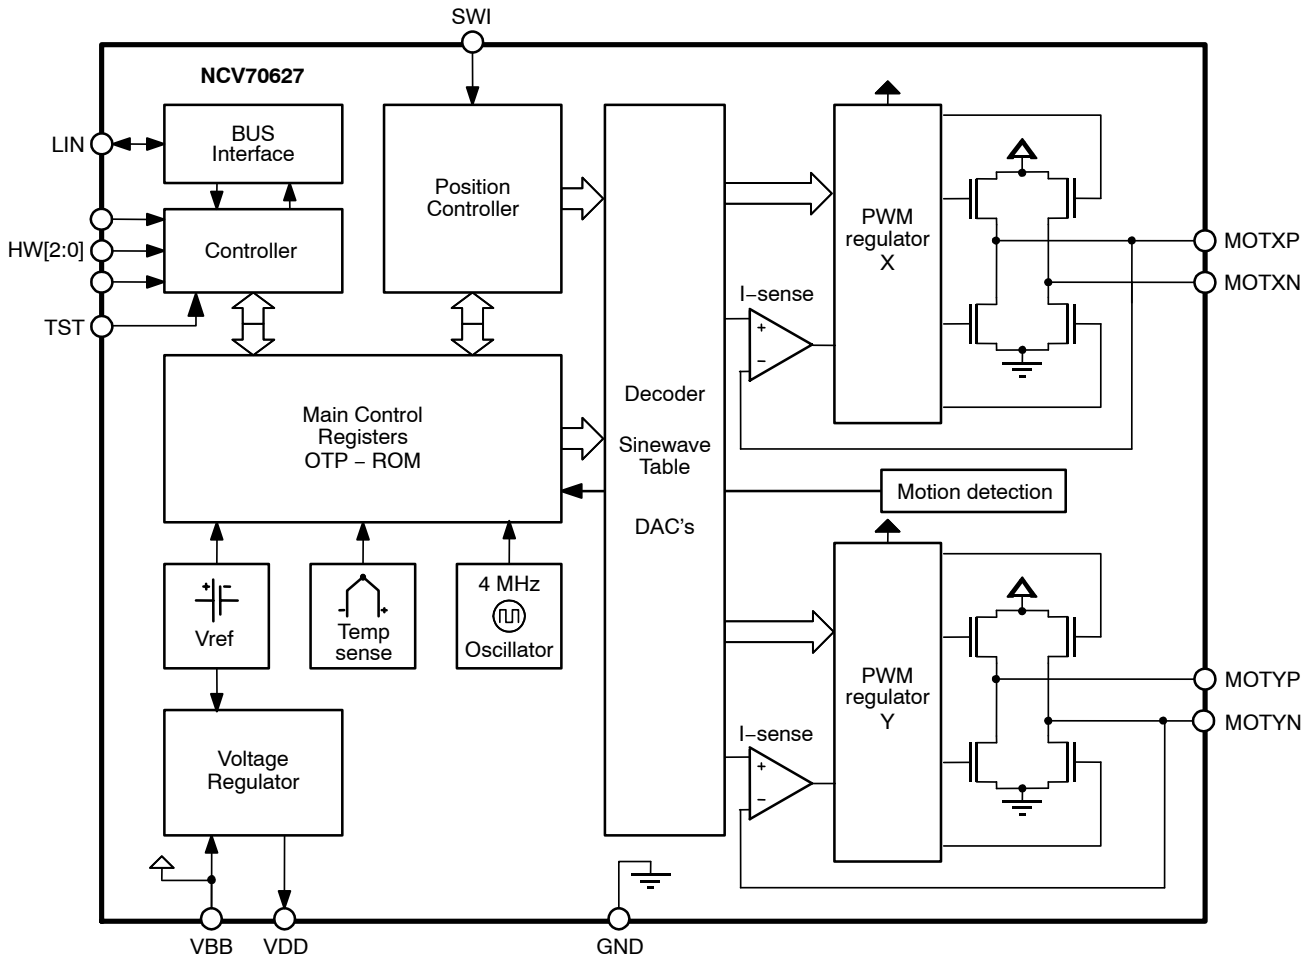 SWI
NCV70627
LIN
BUS
Interface
Position
Controller
HW[2:0]
Controller
TST
PWM
regulator
X
MOTXP
MOTXN
I−sense
+
−
Main Control
Registers
OTP − ROM
Decoder
Sinewave
Table
DAC's
Motion detection
+ −
Vref
− +
Temp
sense
4 MHz
Oscillator
PWM
regulator
Y
MOTYP
MOTYN
I−sense
+
−
Voltage
Regulator
VBB
VDD
GND